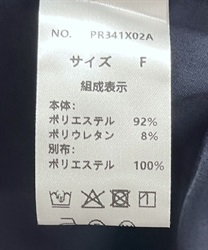 NO. PR341X02A
サイズ F
組成表示
本体:
ポリエステル 92%
ポリウレタン 8%
別布:
ポリエステル 100%